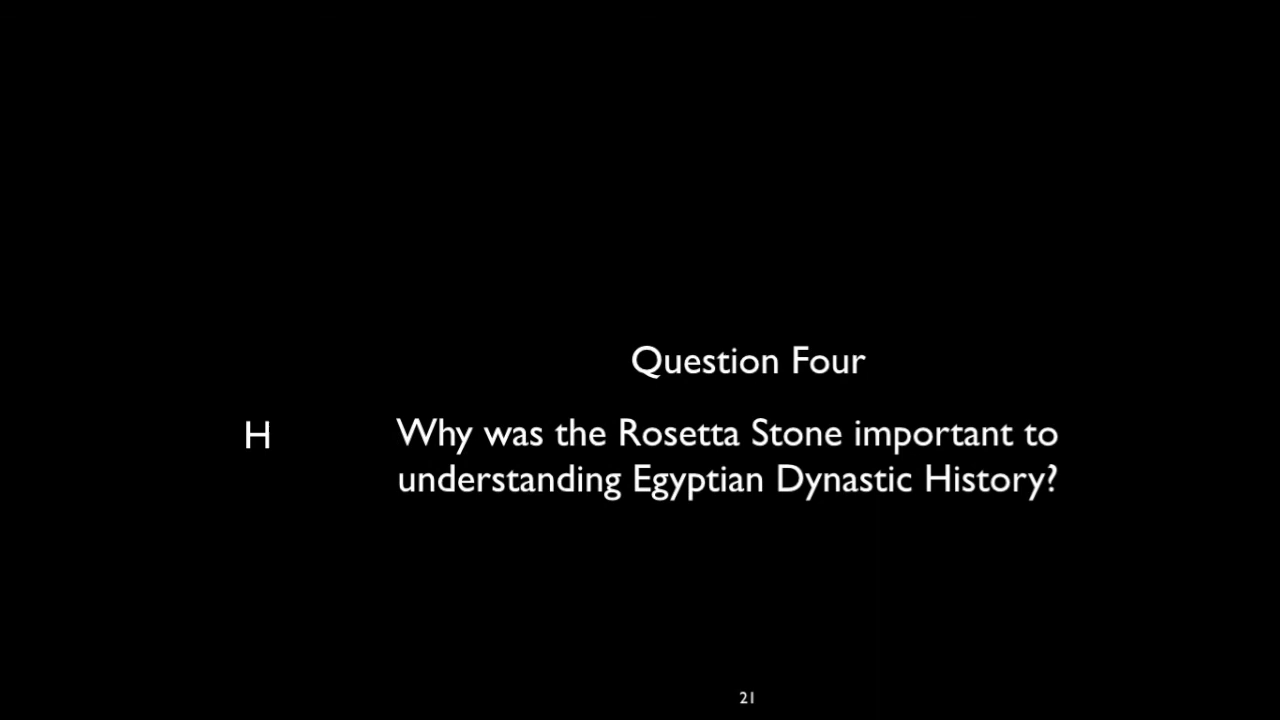 Question Four
H
Why was the Rosetta Stone important to
understanding Egyptian Dynastic History?
21